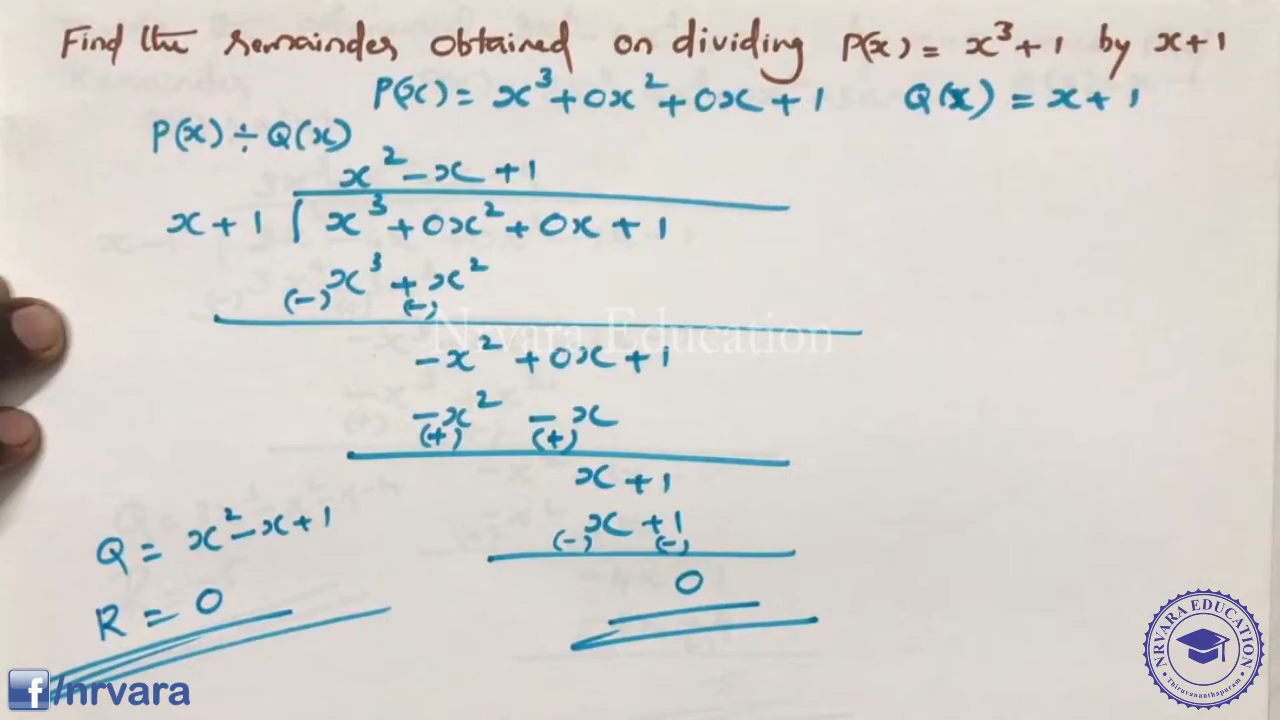 Find the remainder obtained on dividing P(x) = x³+1 by x+1
P(x) = x³+0x²+0x+1 Q(x) = x+1
P(x) ÷ Q(x)
x²-x+1
x+1 ) x³+0x²+0x+1
(-)x³ +(-)x²
Nrvara Education
-x² +0x+1
-(+)x² -(+)x
x+1
(-)x +(-)1
0
Q = x²-x+1
R = 0
f/nrvara
NRVARA EDUCATION
Thiruvananthapuram